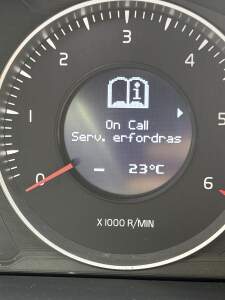 3
2
4
On Call
1
5
Serv. erfordras
– 23°C
0
6
X1000 R/MIN